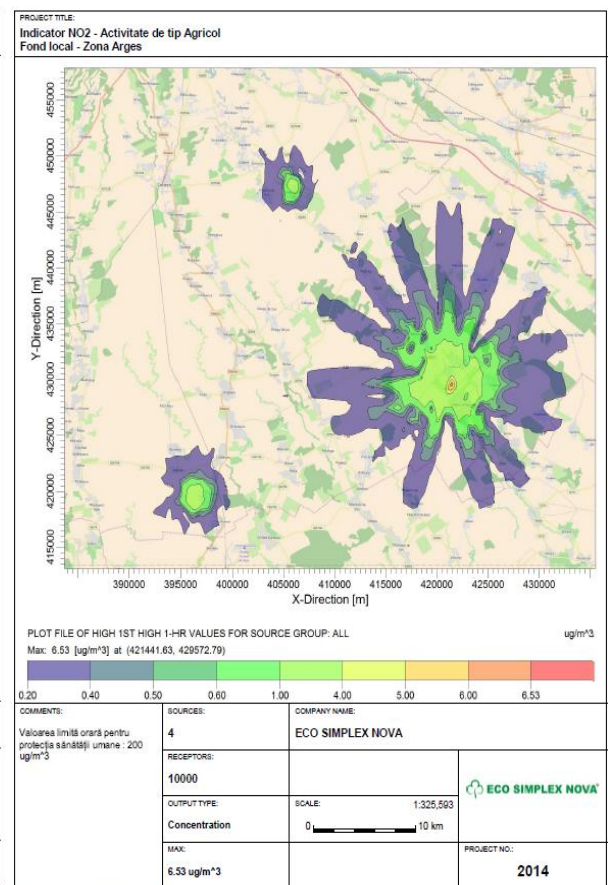 PROJECT TITLE:
Indicator NO2 - Activitate de tip Agricol
Fond local - Zona Arges
Y-Direction [m]
455000
450000
445000
440000
435000
430000
425000
420000
415000
390000 395000 400000 405000 410000 415000 420000 425000 430000
X-Direction [m]
PLOT FILE OF HIGH 1ST HIGH 1-HR VALUES FOR SOURCE GROUP: ALL ug/m^3
Max: 6.53 [ug/m^3] at (421441.63, 429572.79)
0.20 0.40 0.50 0.60 1.00 4.00 5.00 6.00 6.53
COMMENTS:
Valoarea limită orară pentru
protecția sănătății umane : 200
ug/m^3
SOURCES:
4
COMPANY NAME:
ECO SIMPLEX NOVA
RECEPTORS:
10000
ECO SIMPLEX NOVA
OUTPUT TYPE:
Concentration
SCALE: 1:325,593
0 10 km
MAX:
6.53 ug/m^3
PROJECT NO.:
2014